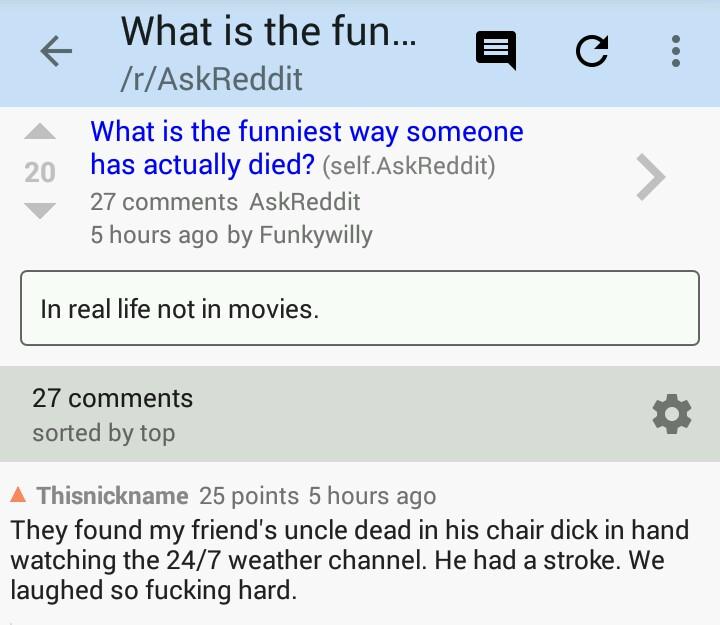 What is the fun...
/r/AskReddit
What is the funniest way someone
has actually died? (self.AskReddit)
20
27 comments AskReddit
5 hours ago by Funkywilly
In real life not in movies.
27 comments
sorted by top
Thisnickname 25 points 5 hours ago
They found my friend's uncle dead in his chair dick in hand
watching the 24/7 weather channel. He had a stroke. We
laughed so fucking hard.